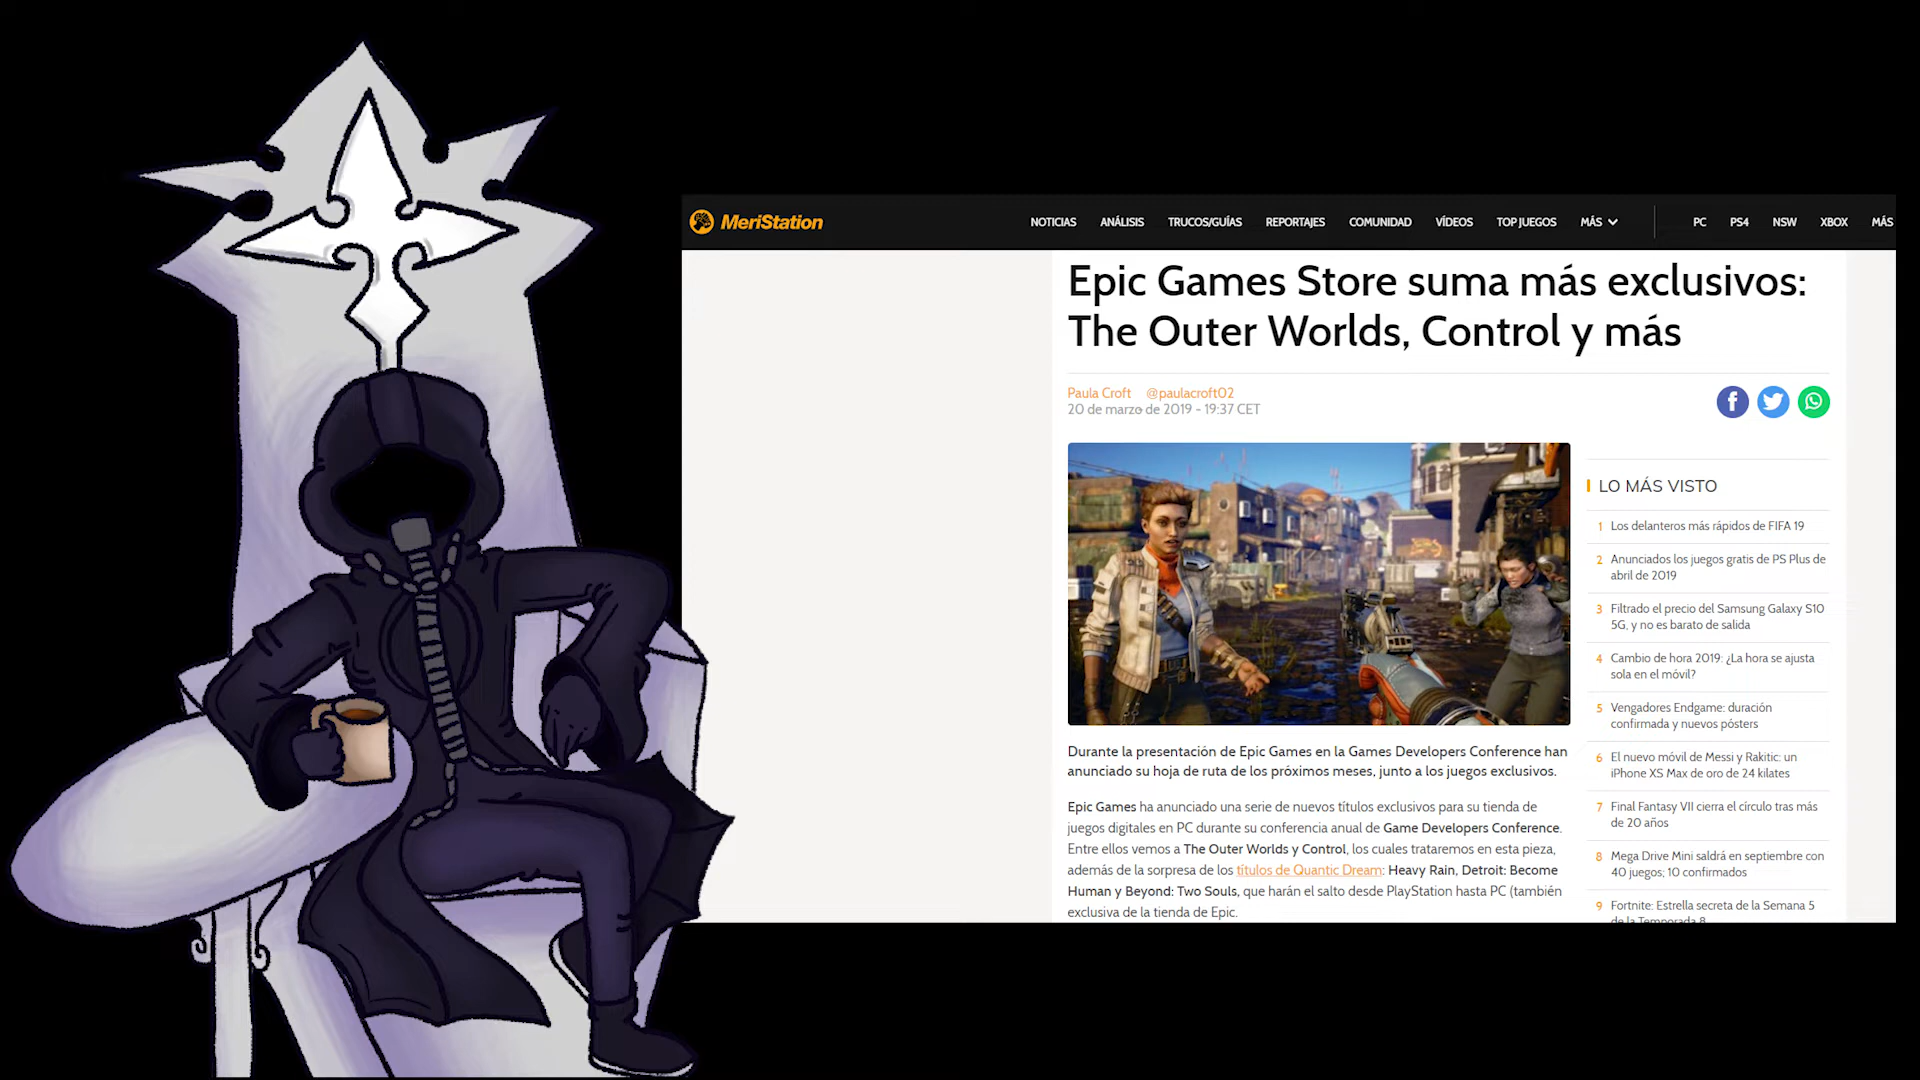 MeriStation
NOTICIAS ANÁLISIS TRUCOS/GUÍAS REPORTAJES COMUNIDAD VÍDEOS TOP JUEGOS MÁS PC PS4 NSW XBOX MÁS
Epic Games Store suma más exclusivos:
The Outer Worlds, Control y más
Paula Croft @paulacroft02
20 de marzo de 2019 - 19:37 CET
Durante la presentación de Epic Games en la Games Developers Conference han
anunciado su hoja de ruta de los próximos meses, junto a los juegos exclusivos.
Epic Games ha anunciado una serie de nuevos títulos exclusivos para su tienda de
juegos digitales en PC durante su conferencia anual de Game Developers Conference.
Entre ellos vemos a The Outer Worlds y Control, los cuales trataremos en esta pieza,
además de la sorpresa de los títulos de Quantic Dream: Heavy Rain, Detroit: Become
Human y Beyond: Two Souls, que harán el salto desde PlayStation hasta PC (también
exclusiva de la tienda de Epic.
LO MÁS VISTO
1 Los delanteros más rápidos de FIFA 19
2 Anunciados los juegos gratis de PS Plus de
abril de 2019
3 Filtrado el precio del Samsung Galaxy S10
5G, y no es barato de salida
4 Cambio de hora 2019: ¿La hora se ajusta
sola en el móvil?
5 Vengadores Endgame: duración
confirmada y nuevos pósters
6 El nuevo móvil de Messi y Rakitic: un
iPhone XS Max de oro de 24 kilates
7 Final Fantasy VII cierra el círculo tras más
de 20 años
8 Mega Drive Mini saldrá en septiembre con
40 juegos; 10 confirmados
9 Fortnite: Estrella secreta de la Semana 5
de la Temporada 8